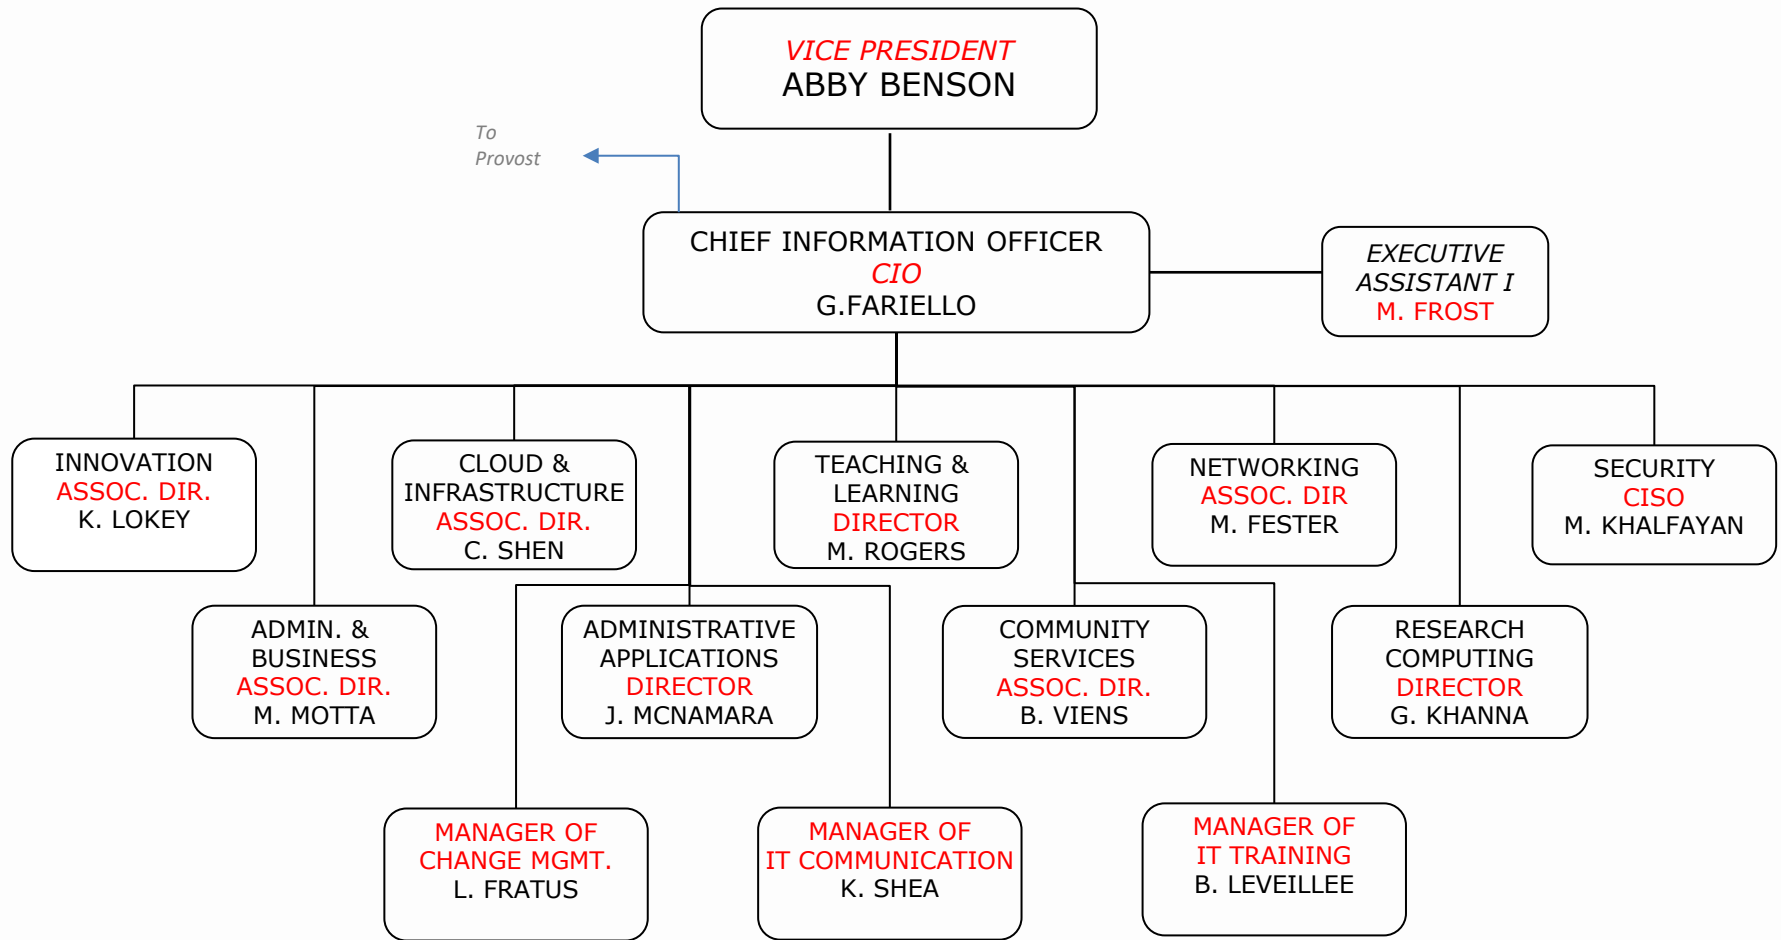 VICE PRESIDENT
ABBY BENSON
To
Provost
CHIEF INFORMATION OFFICER
CIO
G.FARIELLO
EXECUTIVE
ASSISTANT I
M. FROST
INNOVATION
ASSOC. DIR.
K. LOKEY
CLOUD &
INFRASTRUCTURE
ASSOC. DIR.
C. SHEN
TEACHING &
LEARNING
DIRECTOR
M. ROGERS
NETWORKING
ASSOC. DIR
M. FESTER
SECURITY
CISO
M. KHALFAYAN
ADMIN. &
BUSINESS
ASSOC. DIR.
M. MOTTA
ADMINISTRATIVE
APPLICATIONS
DIRECTOR
J. MCNAMARA
COMMUNITY
SERVICES
ASSOC. DIR.
B. VIENS
RESEARCH
COMPUTING
DIRECTOR
G. KHANNA
MANAGER OF
CHANGE MGMT.
L. FRATUS
MANAGER OF
IT COMMUNICATION
K. SHEA
MANAGER OF
IT TRAINING
B. LEVEILLEE